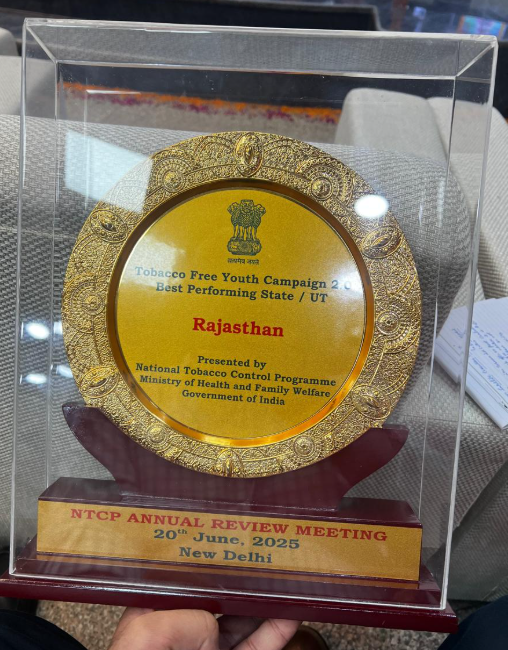 सत्यमेव जयते
Tobacco Free Youth Campaign 2.0
Best Performing State / UT
Rajasthan
Presented by
National Tobacco Control Programme
Ministry of Health and Family Welfare
Government of India
NTCP ANNUAL REVIEW MEETING
20th June, 2025
New Delhi